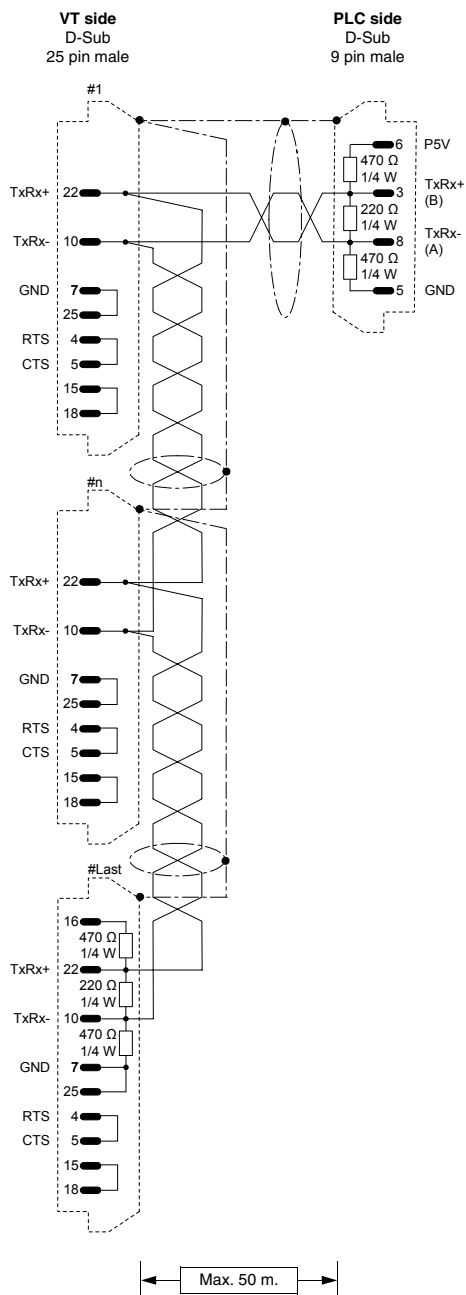 VT side
D-Sub
25 pin male
PLC side
D-Sub
9 pin male
#1
6 P5V
470 Ω
1/4 W
TxRx+ 22
3 TxRx+
(B)
220 Ω
1/4 W
TxRx- 10
8 TxRx-
(A)
470 Ω
1/4 W
GND 7
5 GND
25
RTS 4
CTS 5
15
18
#n
TxRx+ 22
TxRx- 10
GND 7
25
RTS 4
CTS 5
15
18
#Last
16
470 Ω
1/4 W
TxRx+ 22
220 Ω
1/4 W
TxRx- 10
470 Ω
1/4 W
GND 7
25
RTS 4
CTS 5
15
18
Max. 50 m.